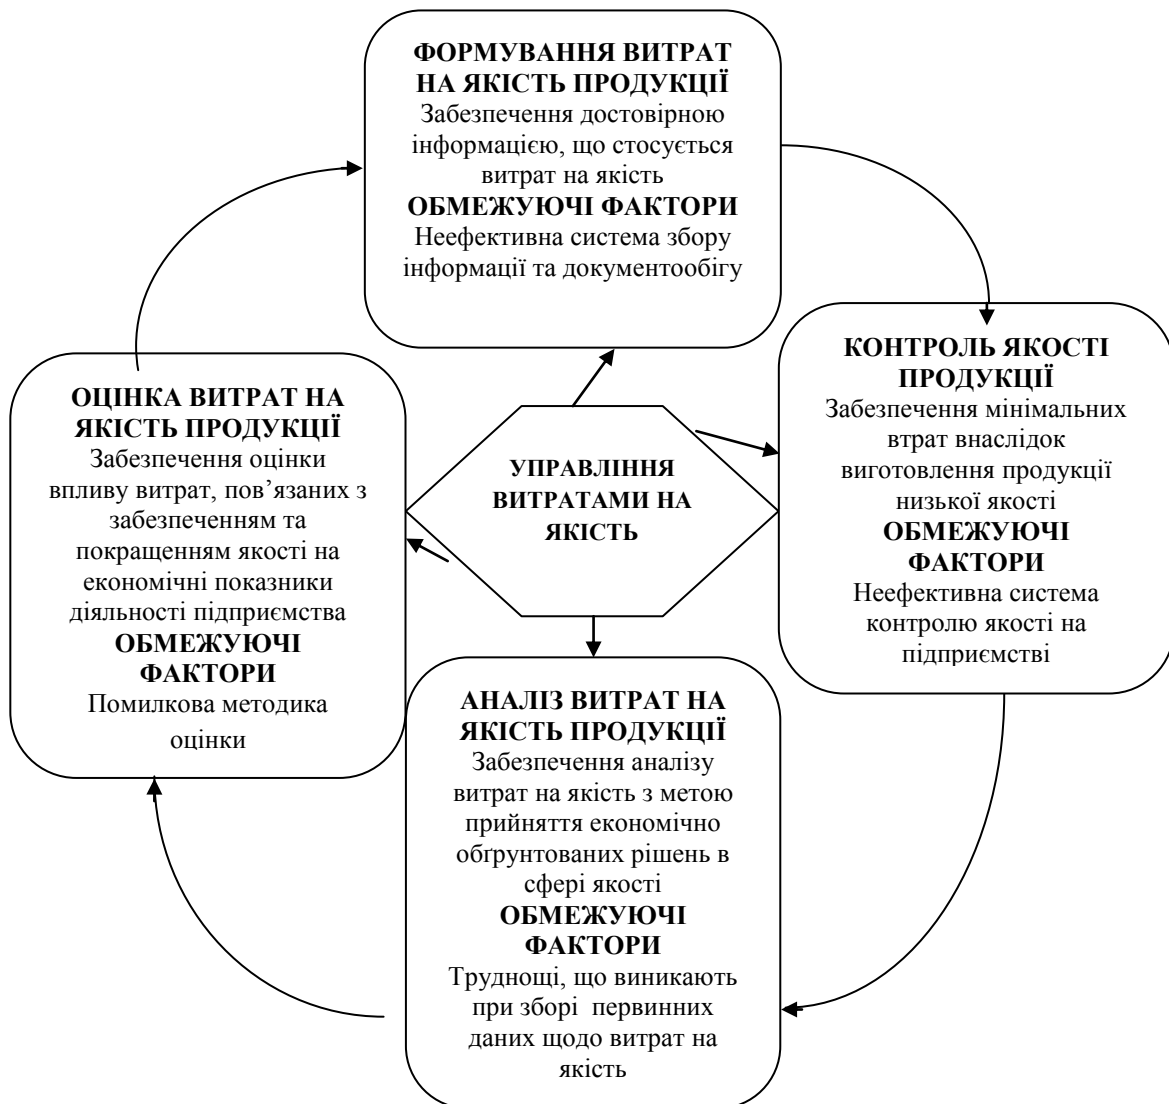 ФОРМУВАННЯ ВИТРАТ
НА ЯКІСТЬ ПРОДУКЦІЇ
Забезпечення достовірною
інформацією, що стосується
витрат на якість
ОБМЕЖУЮЧІ ФАКТОРИ
Неефективна система збору
інформації та документообігу
КОНТРОЛЬ ЯКОСТІ
ПРОДУКЦІЇ
Забезпечення мінімальних
втрат внаслідок
виготовлення продукції
низької якості
ОБМЕЖУЮЧІ
ФАКТОРИ
Неефективна система
контролю якості на
підприємстві
ОЦІНКА ВИТРАТ НА
ЯКІСТЬ ПРОДУКЦІЇ
Забезпечення оцінки
впливу витрат, пов’язаних з
забезпеченням та
покращенням якості на
економічні показники
діяльності підприємства
ОБМЕЖУЮЧІ
ФАКТОРИ
Помилкова методика
оцінки
УПРАВЛІННЯ
ВИТРАТАМИ НА
ЯКІСТЬ
АНАЛІЗ ВИТРАТ НА
ЯКІСТЬ ПРОДУКЦІЇ
Забезпечення аналізу
витрат на якість з метою
прийняття економічно
обґрунтованих рішень в
сфері якості
ОБМЕЖУЮЧІ
ФАКТОРИ
Труднощі, що виникають
при зборі первинних
даних щодо витрат на
якість